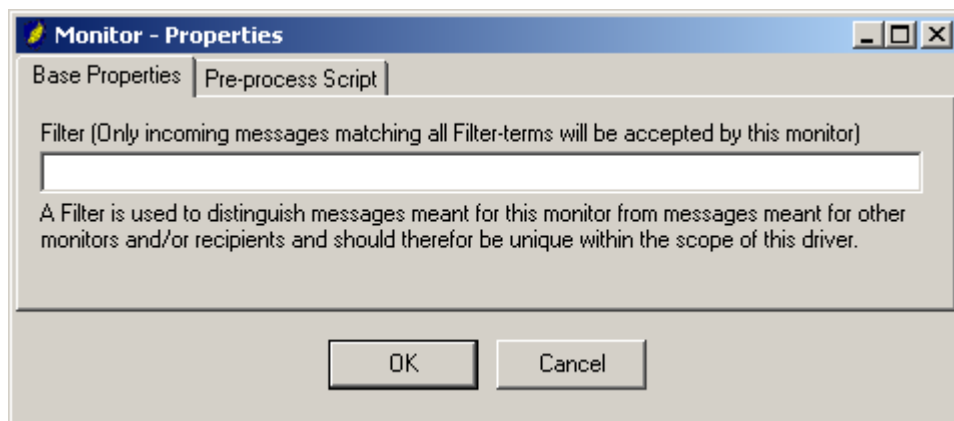 Monitor - Properties
Base Properties
Pre-process Script
Filter (Only incoming messages matching all Filter-terms will be accepted by this monitor)
A Filter is used to distinguish messages meant for this monitor from messages meant for other
monitors and/or recipients and should therefor be unique within the scope of this driver.
OK
Cancel